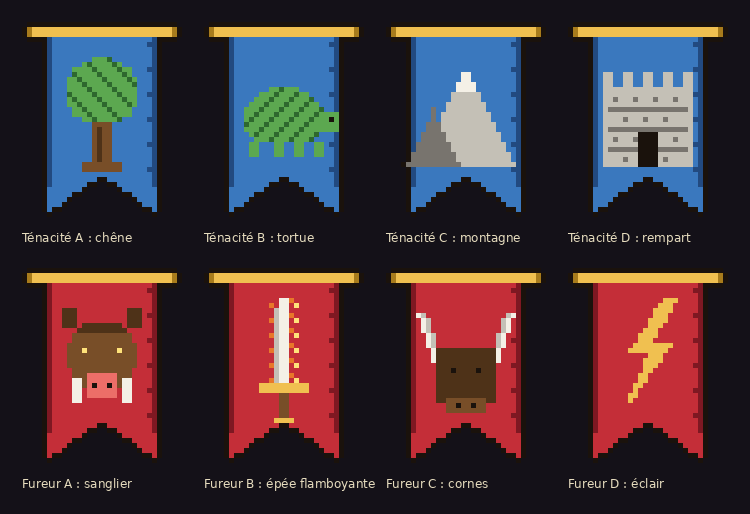 Ténacité A : chêne
Ténacité B : tortue
Ténacité C : montagne
Ténacité D : rempart
Fureur A : sanglier
Fureur B : épée flamboyante
Fureur C : cornes
Fureur D : éclair